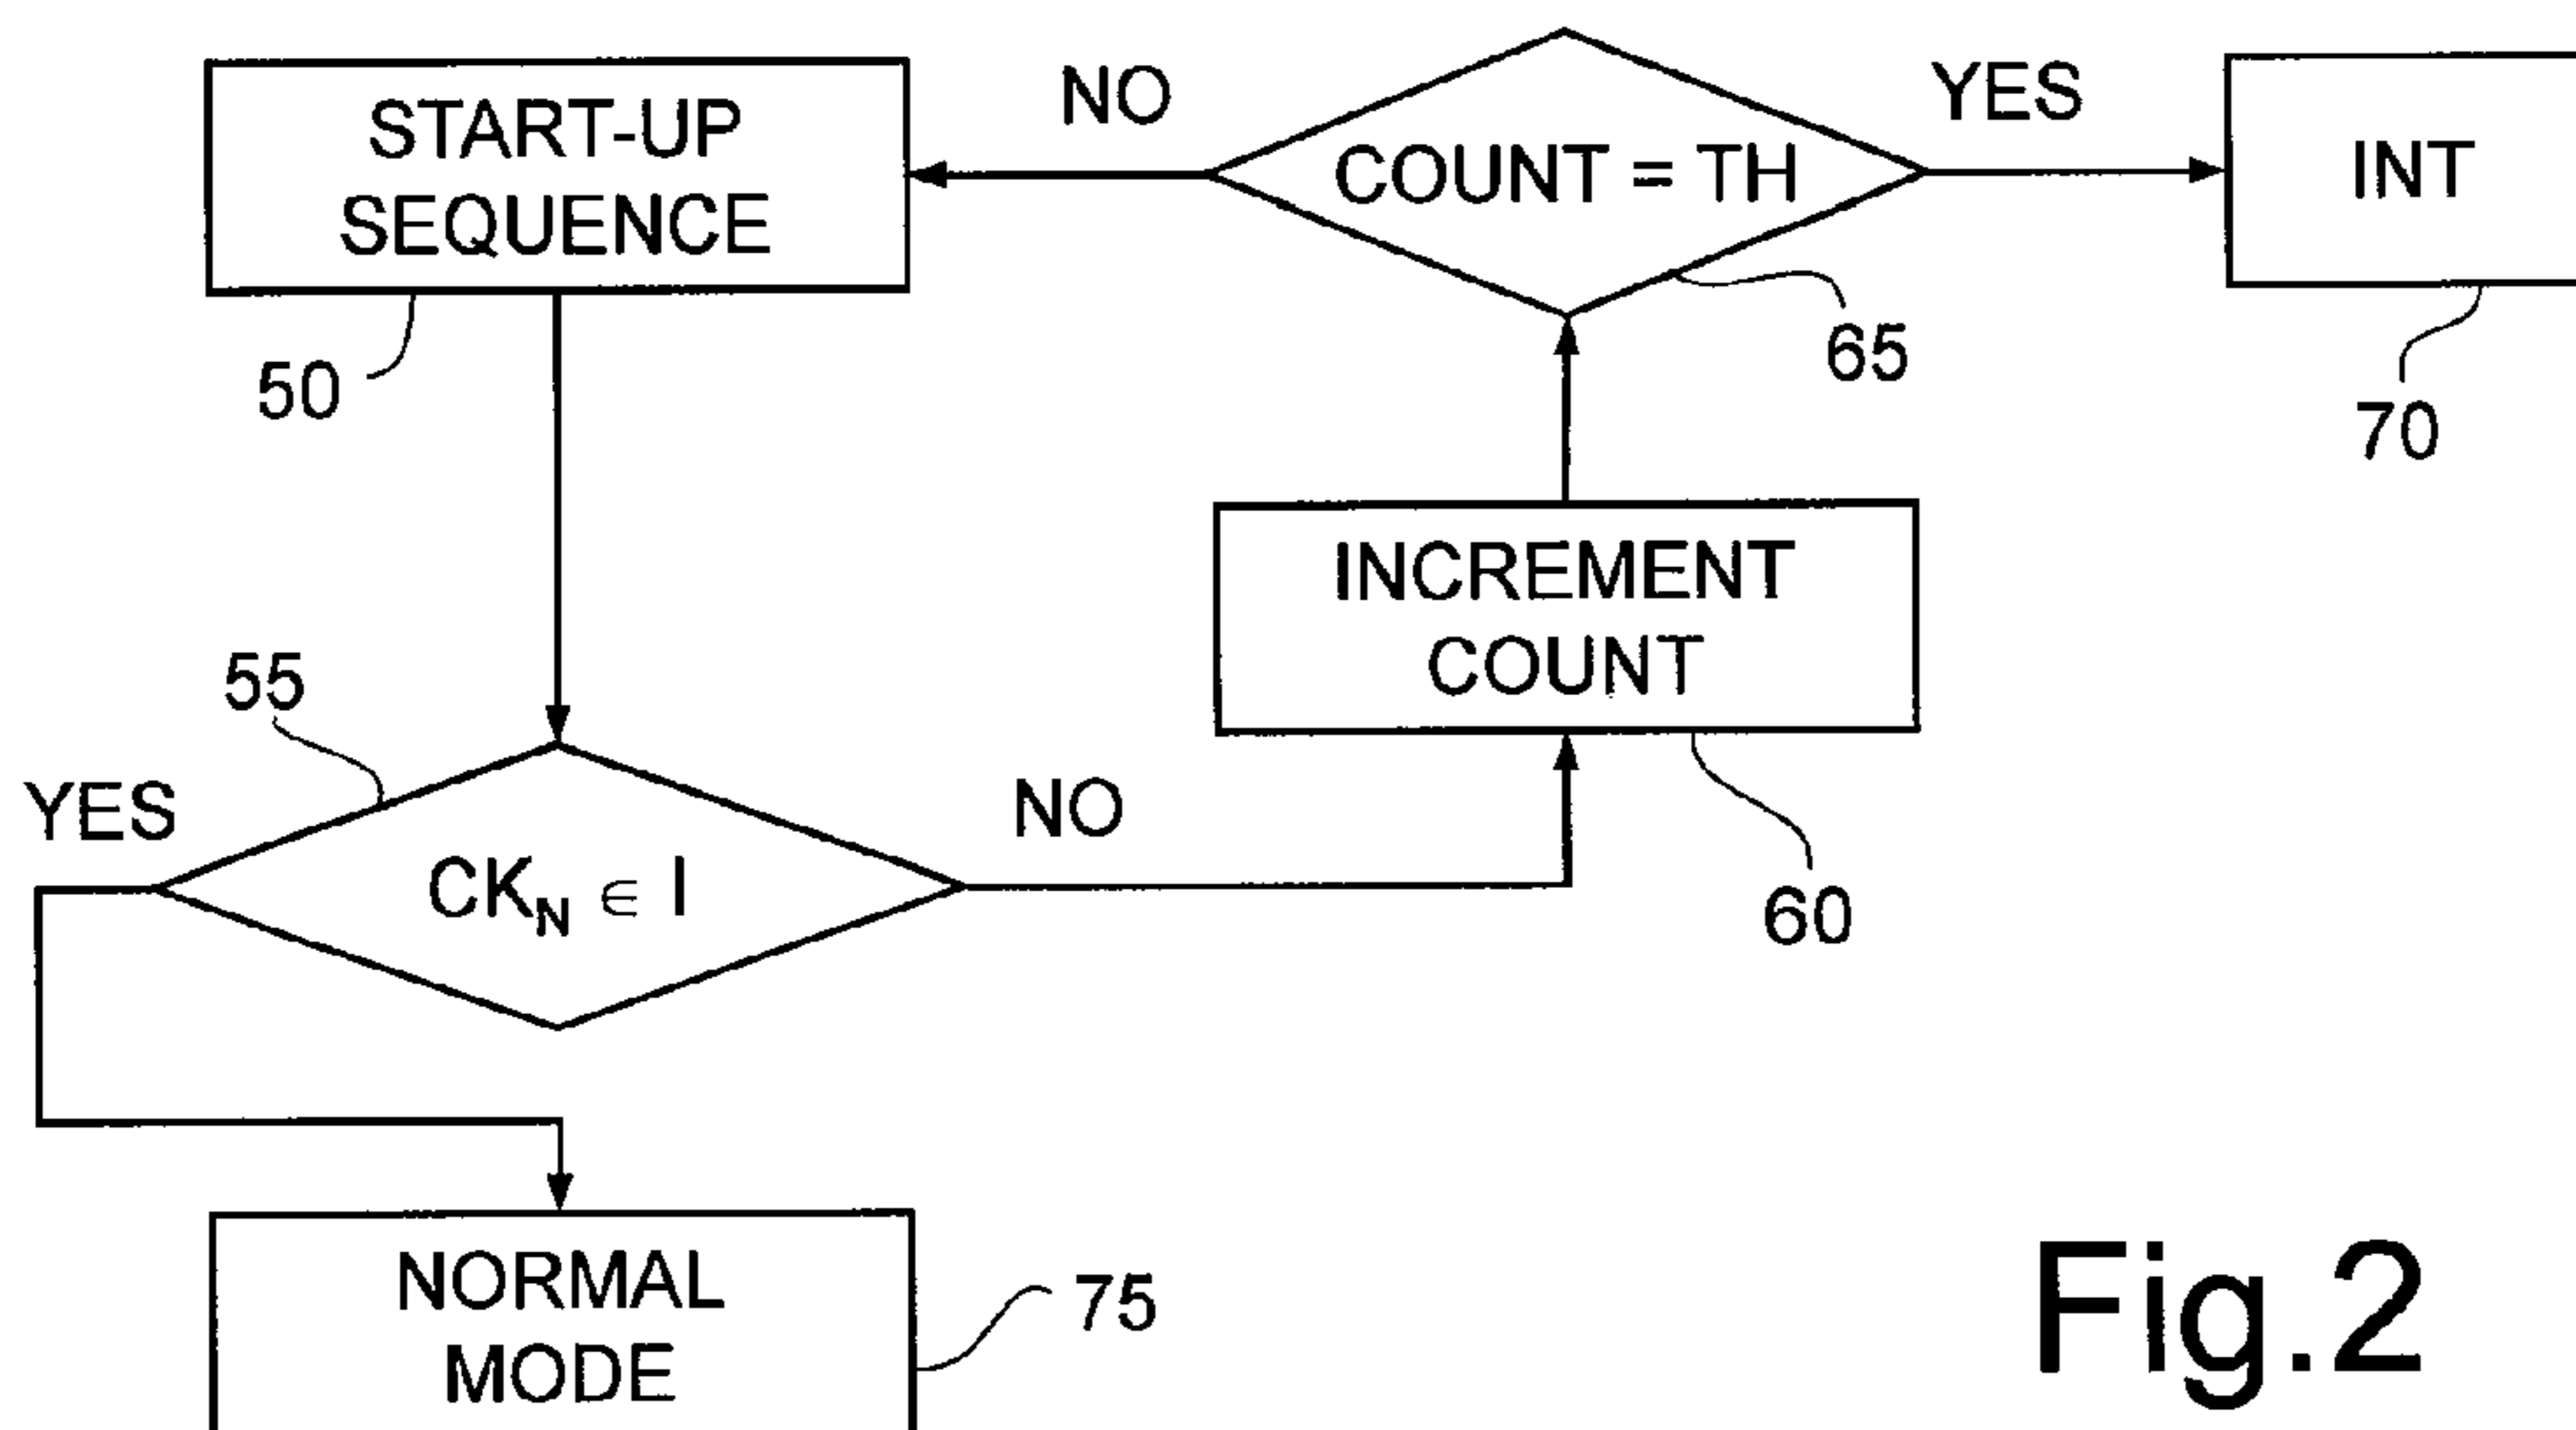 START-UP
SEQUENCE
50
NO
COUNT = TH
65
YES
INT
70
INCREMENT
COUNT
60
55
YES
CK_N ∈ I
NO
NORMAL
MODE
75
Fig.2